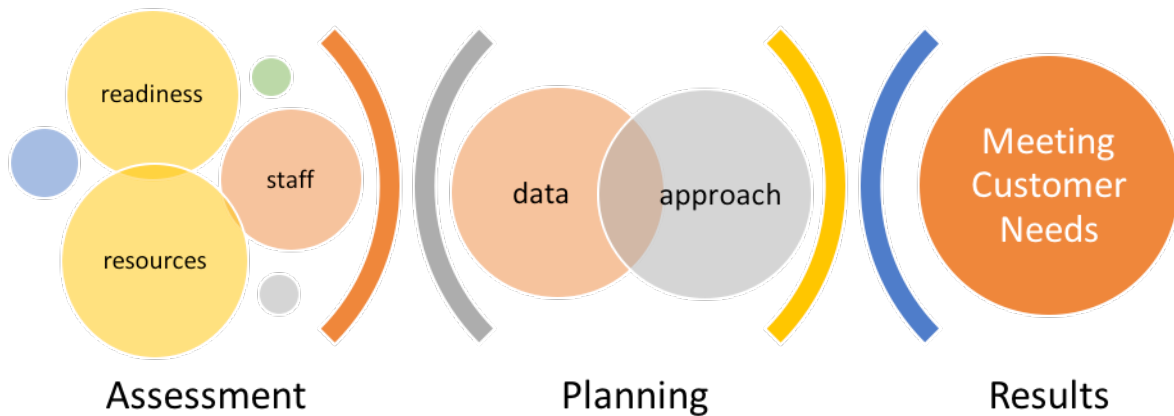 readiness
staff
resources
data
approach
Meeting
Customer
Needs
Assessment
Planning
Results